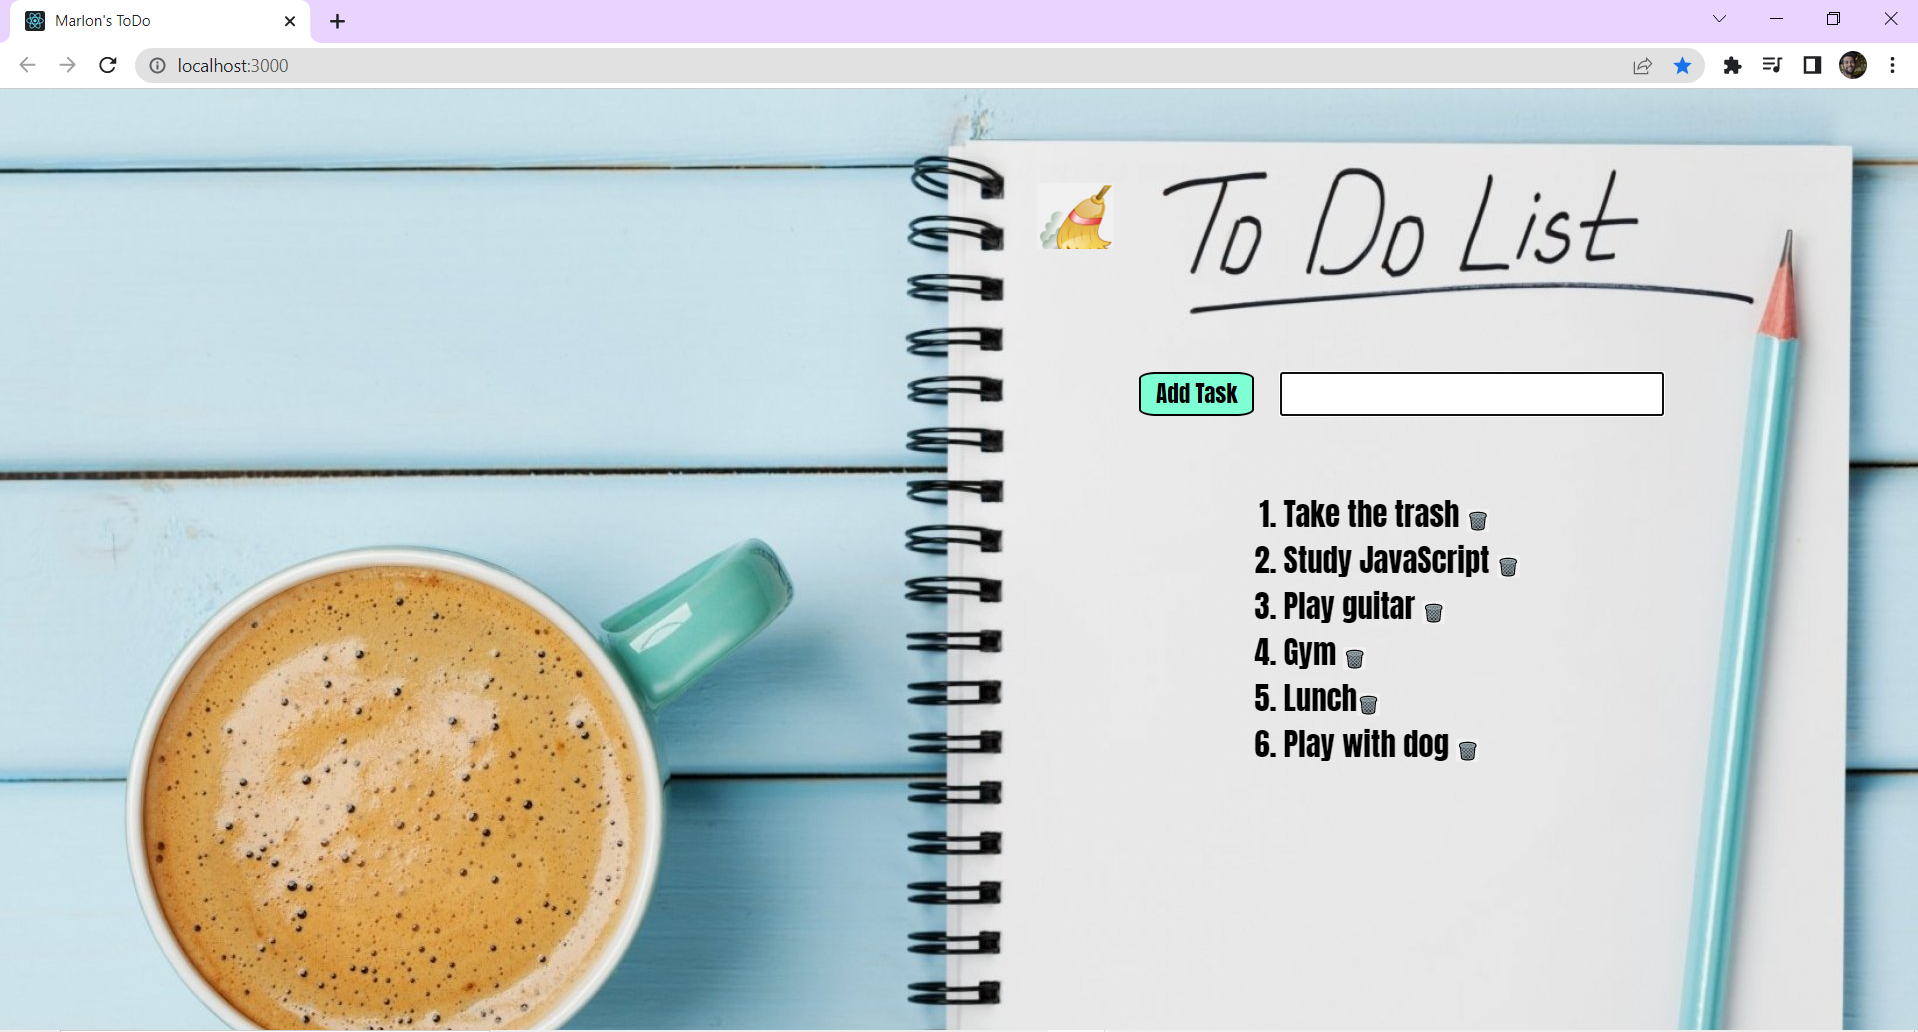 Marlon's ToDo
localhost:3000
To Do List
Add Task
1. Take the trash
2. Study JavaScript
3. Play guitar
4. Gym
5. Lunch
6. Play with dog